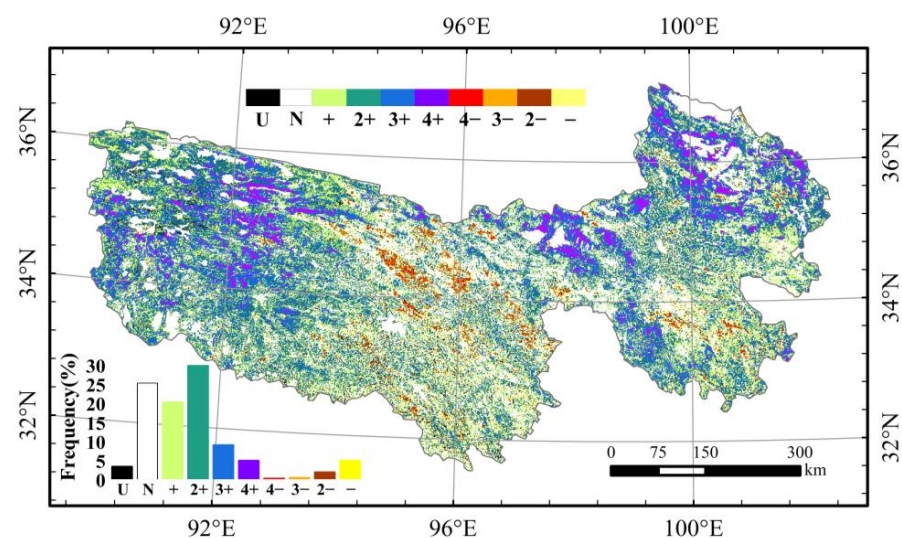 92°E 96°E 100°E
U N + 2+ 3+ 4+ 4− 3− 2− −
36°N 36°N
34°N 34°N
32°N 32°N
Frequency(%)
30
25
20
15
10
5
0
U N + 2+ 3+ 4+ 4− 3− 2− −
0 75 150 300
km
92°E 96°E 100°E